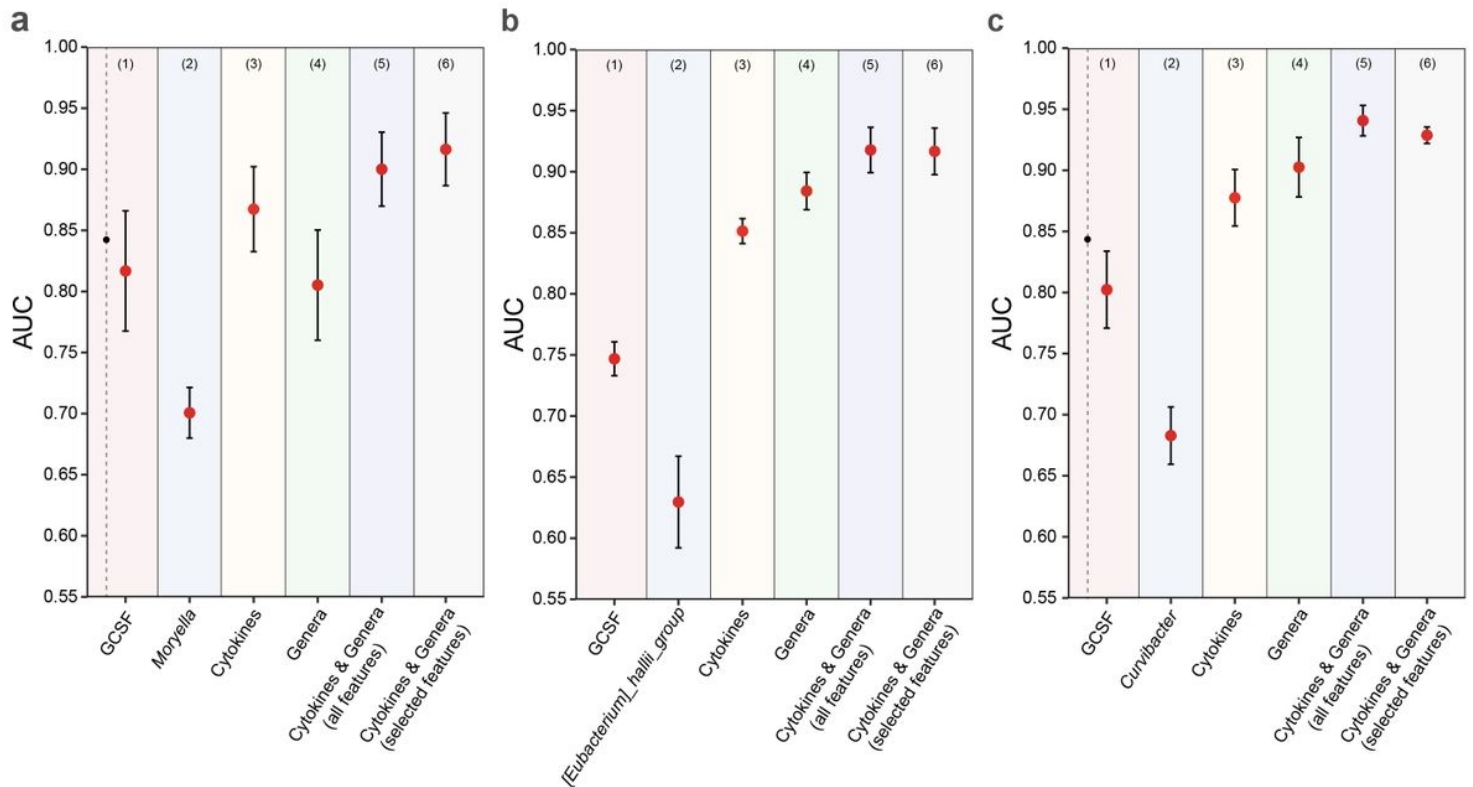 a
1.00
0.95
0.90
0.85
0.80
0.75
0.70
0.65
0.60
0.55
AUC
(1)
(2)
(3)
(4)
(5)
(6)
GCSF
Moryella
Cytokines
Genera
Cytokines & Genera
(all features)
Cytokines & Genera
(selected features)
b
1.00
0.95
0.90
0.85
0.80
0.75
0.70
0.65
0.60
0.55
AUC
(1)
(2)
(3)
(4)
(5)
(6)
GCSF
[Eubacterium]_hallii_group
Cytokines
Genera
Cytokines & Genera
(all features)
Cytokines & Genera
(selected features)
c
1.00
0.95
0.90
0.85
0.80
0.75
0.70
0.65
0.60
0.55
AUC
(1)
(2)
(3)
(4)
(5)
(6)
GCSF
Curvibacter
Cytokines
Genera
Cytokines & Genera
(all features)
Cytokines & Genera
(selected features)